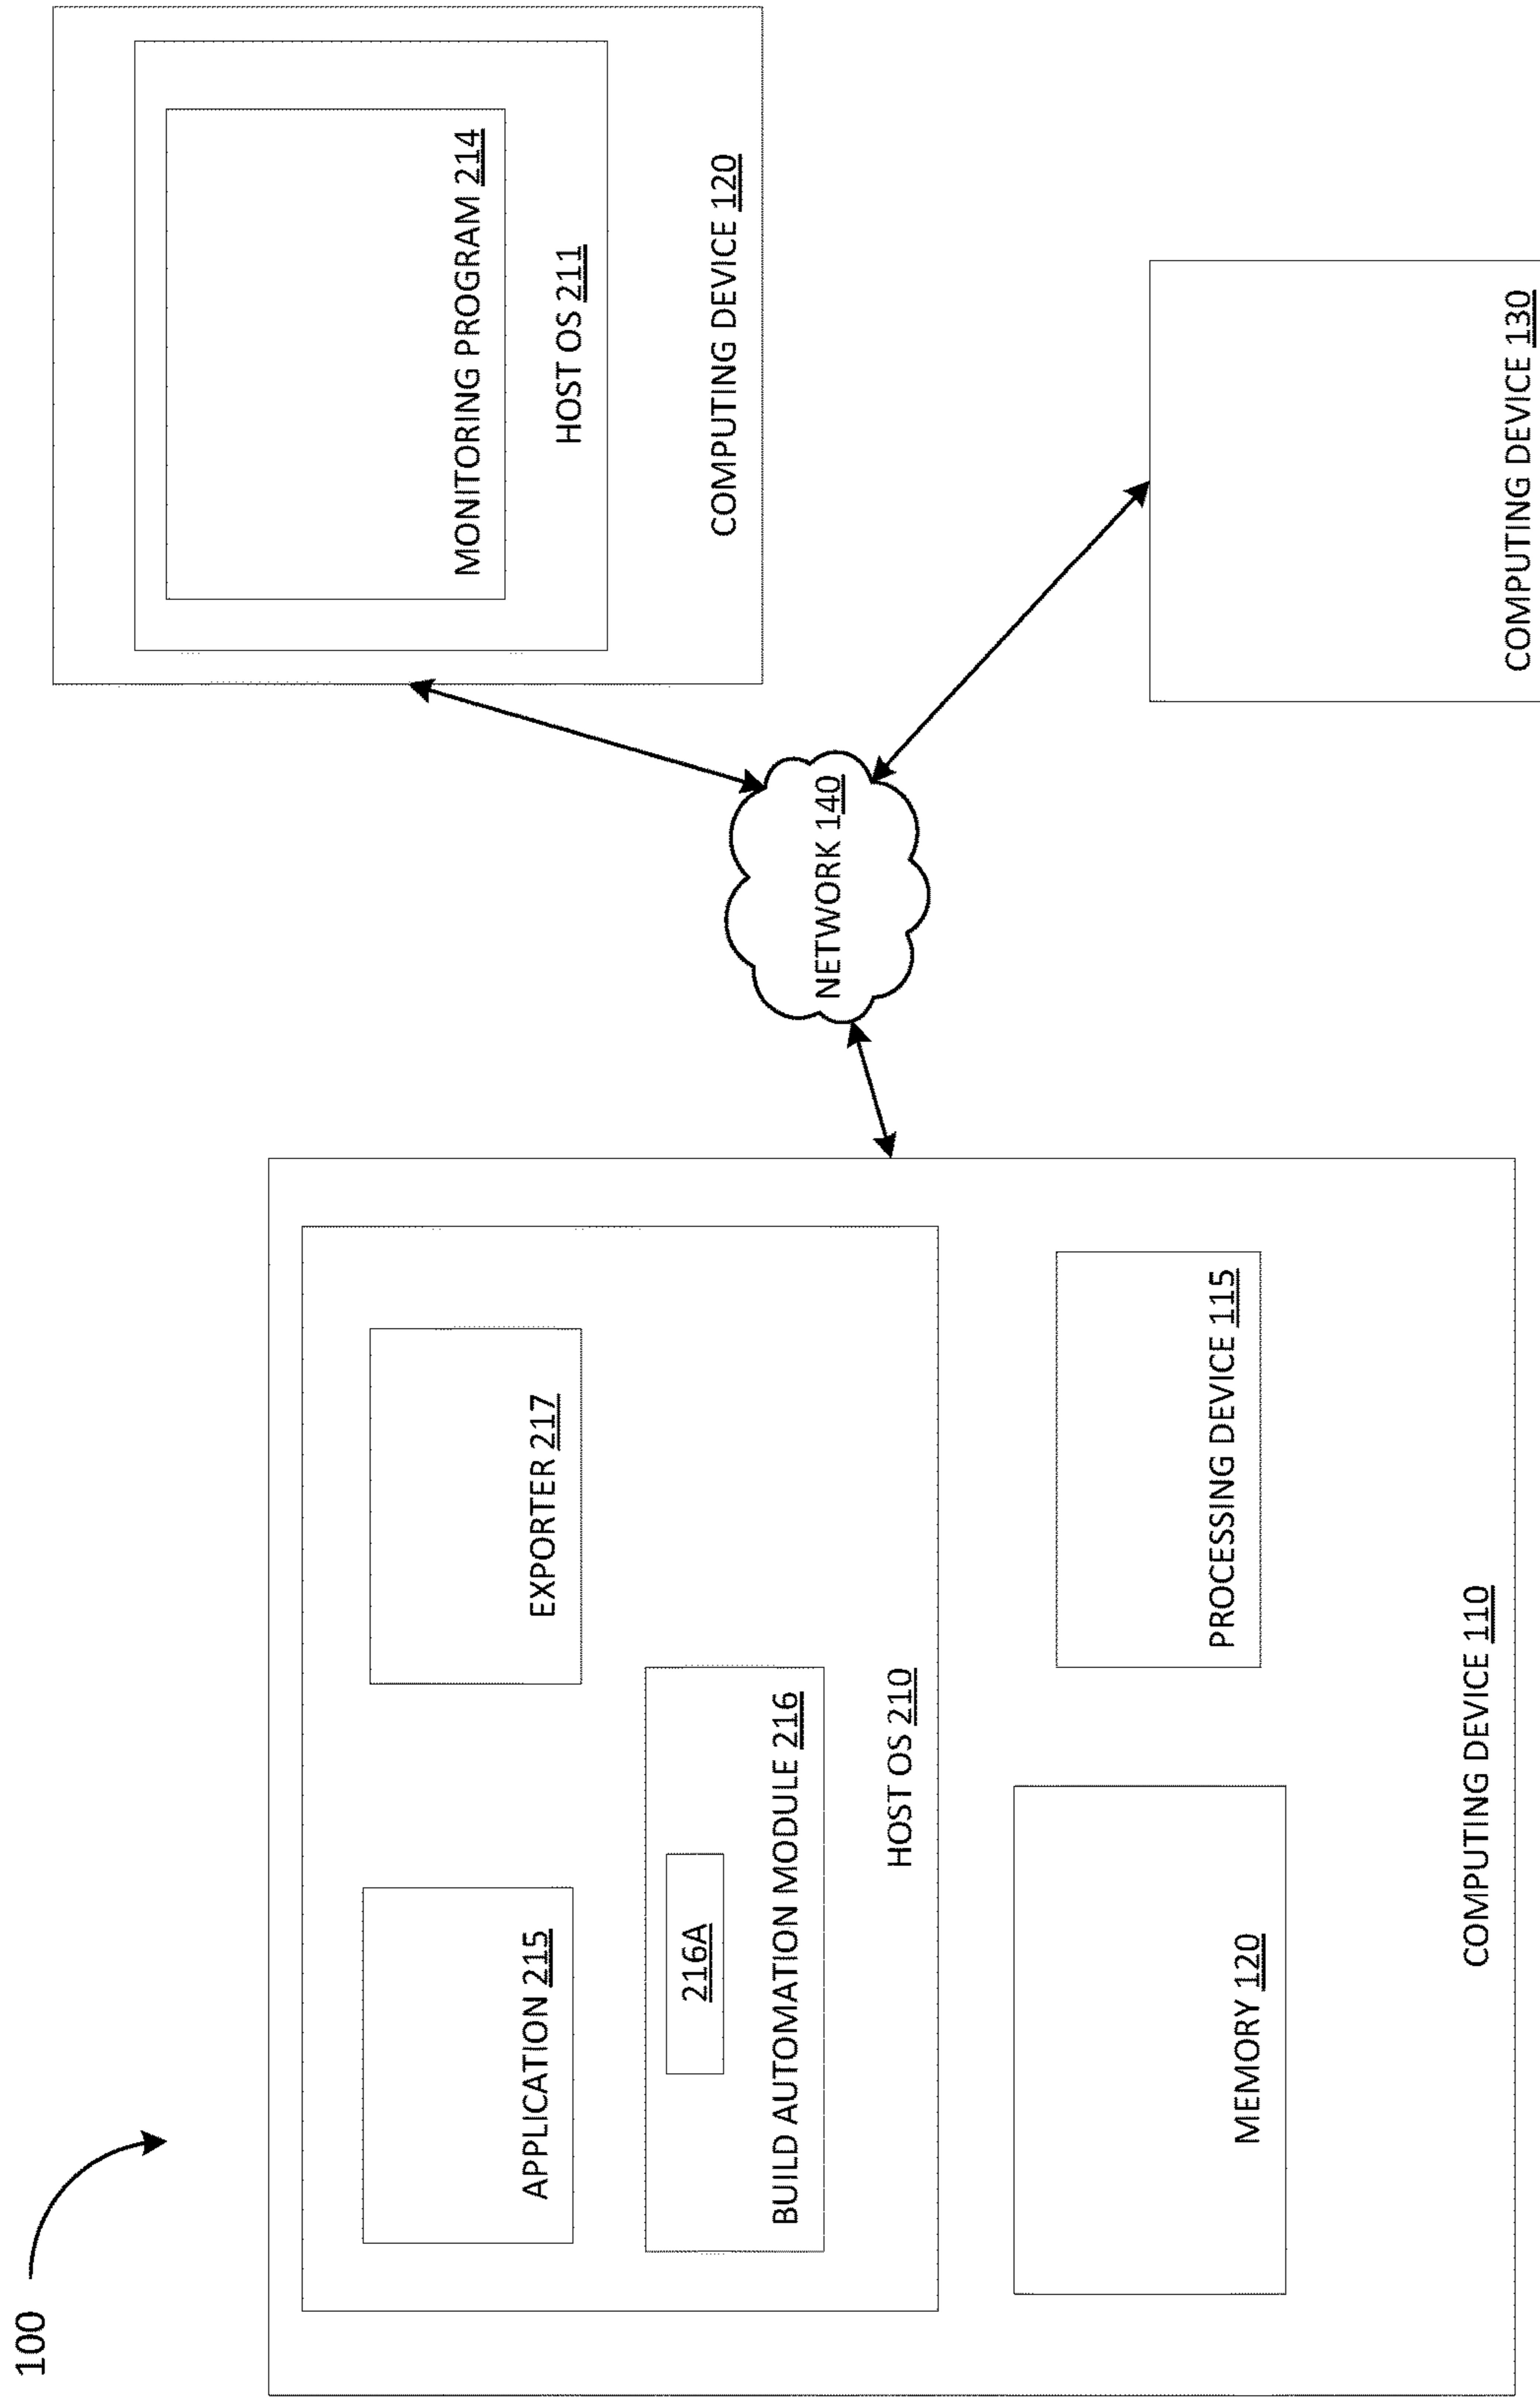 100
APPLICATION 215
EXPORTER 217
216A
BUILD AUTOMATION MODULE 216
HOST OS 210
MEMORY 120
PROCESSING DEVICE 115
COMPUTING DEVICE 110
NETWORK 140
MONITORING PROGRAM 214
HOST OS 211
COMPUTING DEVICE 120
COMPUTING DEVICE 130